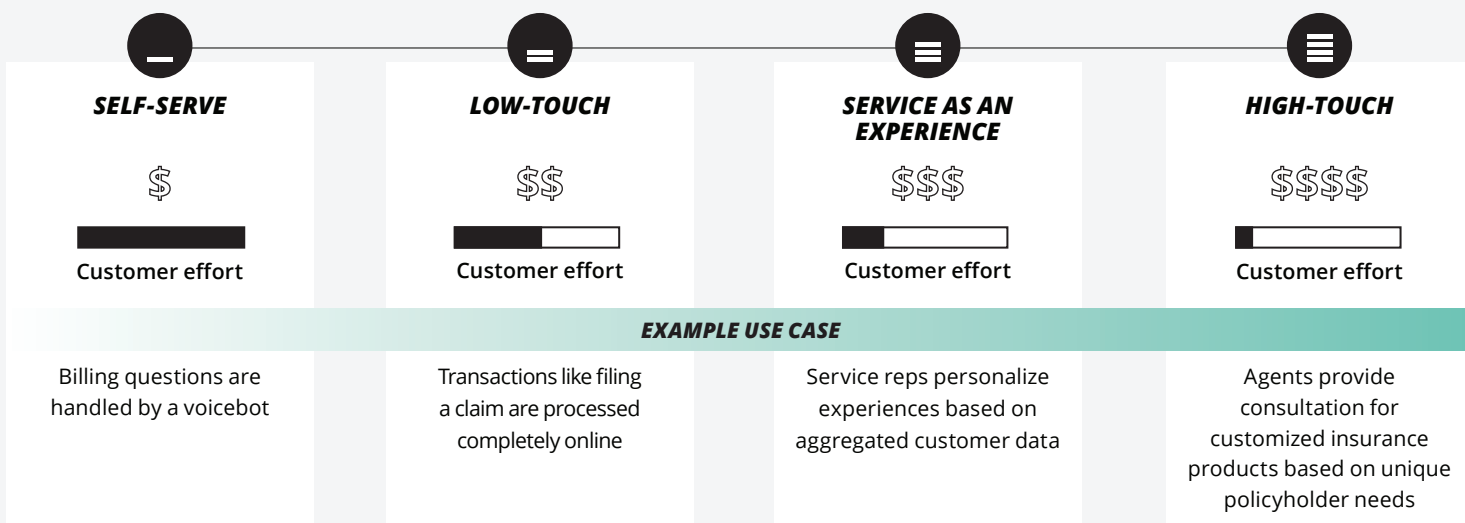 SELF-SERVE
$
Customer effort
LOW-TOUCH
$$
Customer effort
SERVICE AS AN
EXPERIENCE
$$$
Customer effort
HIGH-TOUCH
$$$$
Customer effort
EXAMPLE USE CASE
Billing questions are
handled by a voicebot
Transactions like filing
a claim are processed
completely online
Service reps personalize
experiences based on
aggregated customer data
Agents provide
consultation for
customized insurance
products based on unique
policyholder needs